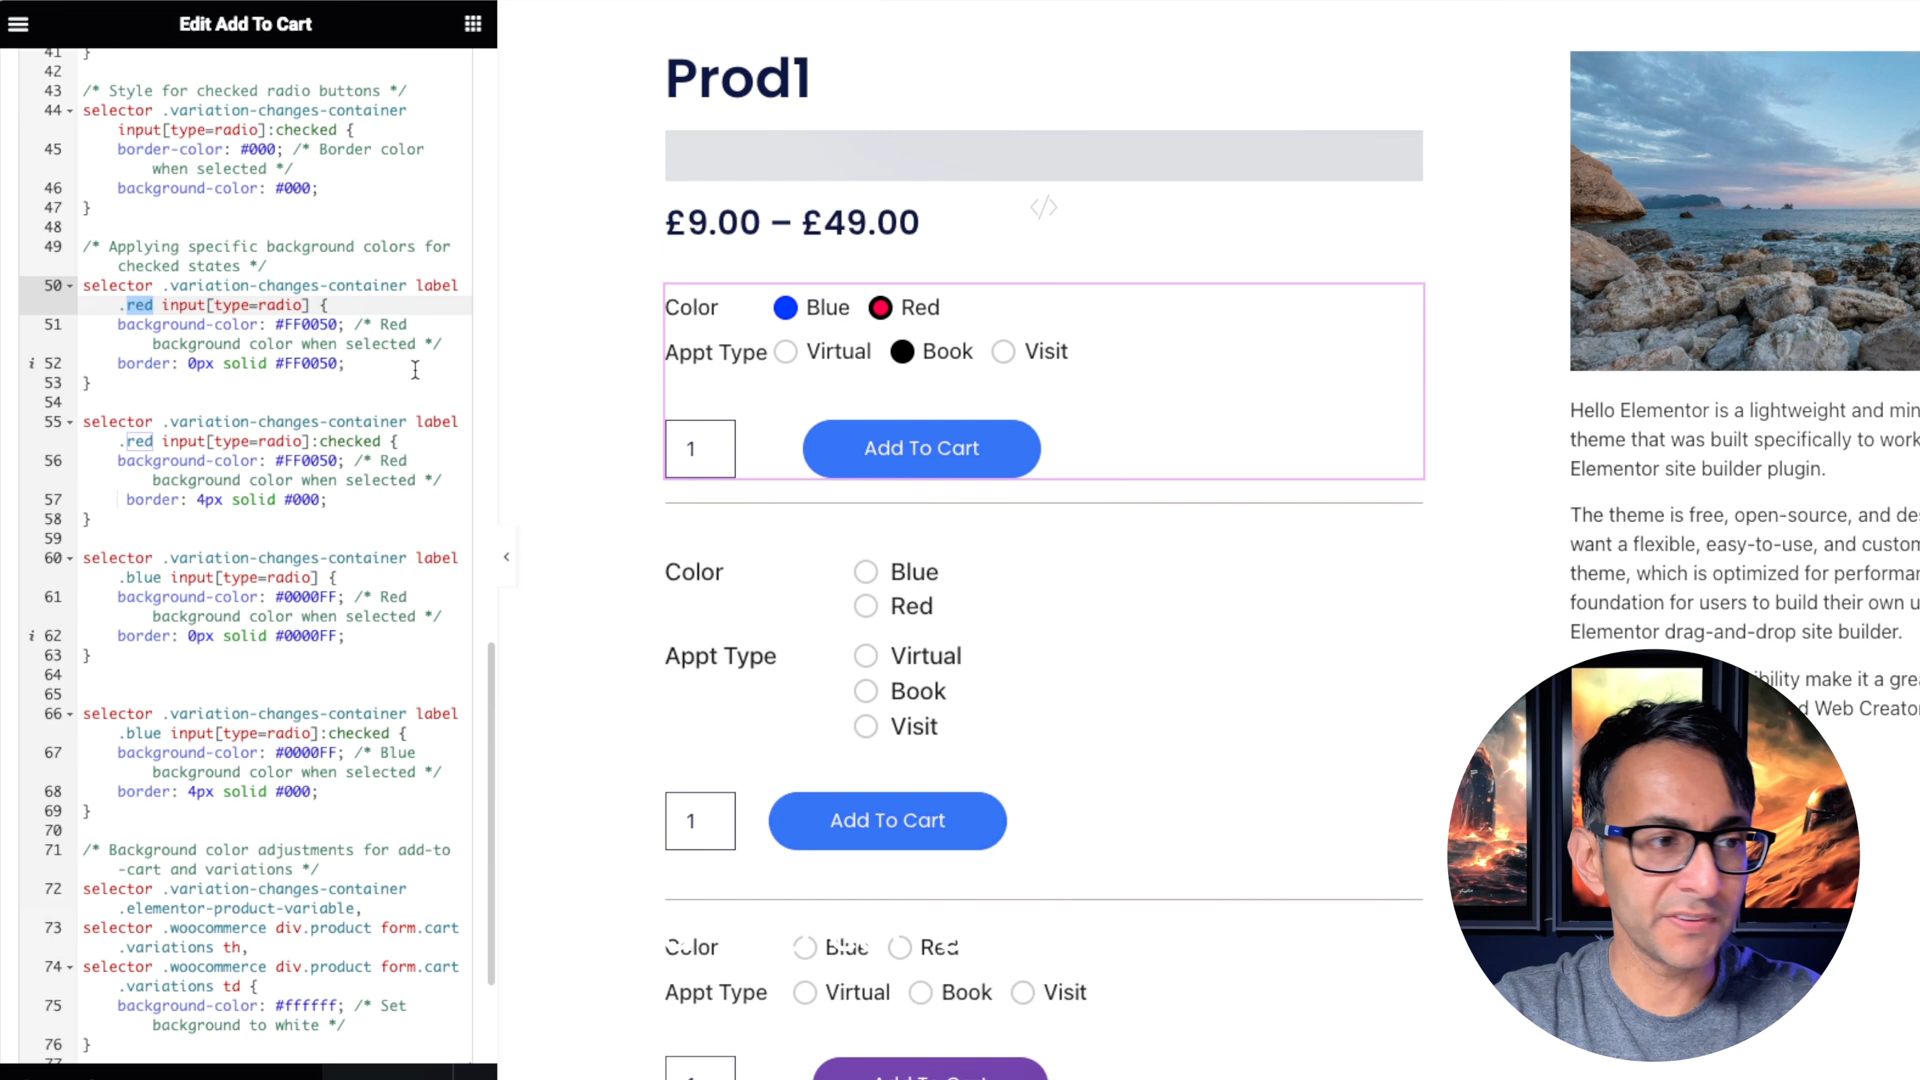 Edit Add To Cart
41 }
42
43 /* Style for checked radio buttons */
44 selector .variation-changes-container
input[type=radio]:checked {
45 border-color: #000; /* Border color
when selected */
46 background-color: #000;
47 }
48
49 /* Applying specific background colors for
checked states */
50 selector .variation-changes-container label
.red input[type=radio] {
51 background-color: #FF0050; /* Red
background color when selected */
i 52 border: 0px solid #FF0050;
53 }
54
55 selector .variation-changes-container label
.red input[type=radio]:checked {
56 background-color: #FF0050; /* Red
background color when selected */
57 border: 4px solid #000;
58 }
59
60 selector .variation-changes-container label
.blue input[type=radio] {
61 background-color: #0000FF; /* Red
background color when selected */
i 62 border: 0px solid #0000FF;
63 }
64
65
66 selector .variation-changes-container label
.blue input[type=radio]:checked {
67 background-color: #0000FF; /* Blue
background color when selected */
68 border: 4px solid #000;
69 }
70
71 /* Background color adjustments for add-to
-cart and variations */
72 selector .variation-changes-container
.elementor-product-variable,
73 selector .woocommerce div.product form.cart
.variations th,
74 selector .woocommerce div.product form.cart
.variations td {
75 background-color: #ffffff; /* Set
background to white */
76 }
77
Prod1
£9.00 – £49.00
Color Blue Red
Appt Type Virtual Book Visit
1 Add To Cart
Color Blue
Red
Appt Type Virtual
Book
Visit
1 Add To Cart
Color Blue Red
Appt Type Virtual Book Visit
Add To Cart
Hello Elementor is a lightweight and
theme that was built specifically to work
Elementor site builder plugin.
The theme is free, open-source, and
want a flexible, easy-to-use, and
theme, which is optimized for
foundation for users to build their own
Elementor drag-and-drop site builder.
make it a
Web